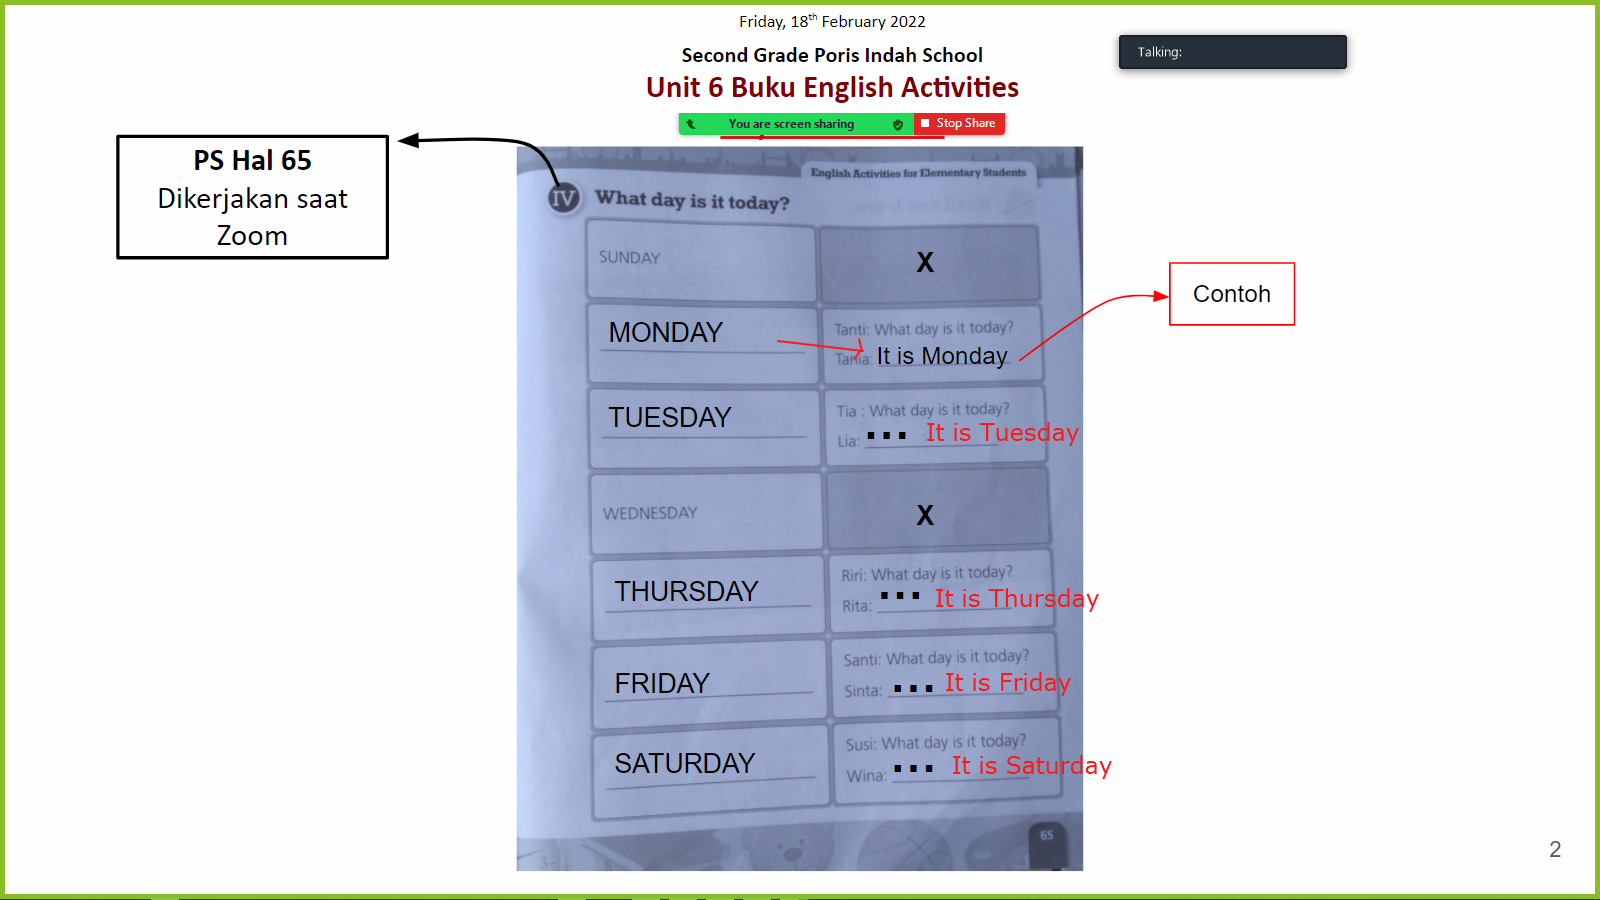 Friday, 18th February 2022
Second Grade Poris Indah School
Unit 6 Buku English Activities
Talking:
You are screen sharing
Stop Share
PS Hal 65
Dikerjakan saat
Zoom
English Activities for Elementary Students
IV What day is it today?
SUNDAY X
MONDAY
Tanti: What day is it today?
Tania: It is Monday
Contoh
TUESDAY
Tia : What day is it today?
Lia: ... It is Tuesday
WEDNESDAY X
THURSDAY
Riri: What day is it today?
Rita: ... It is Thursday
FRIDAY
Santi: What day is it today?
Sinta: ... It is Friday
SATURDAY
Susi: What day is it today?
Wina: ... It is Saturday
65
2